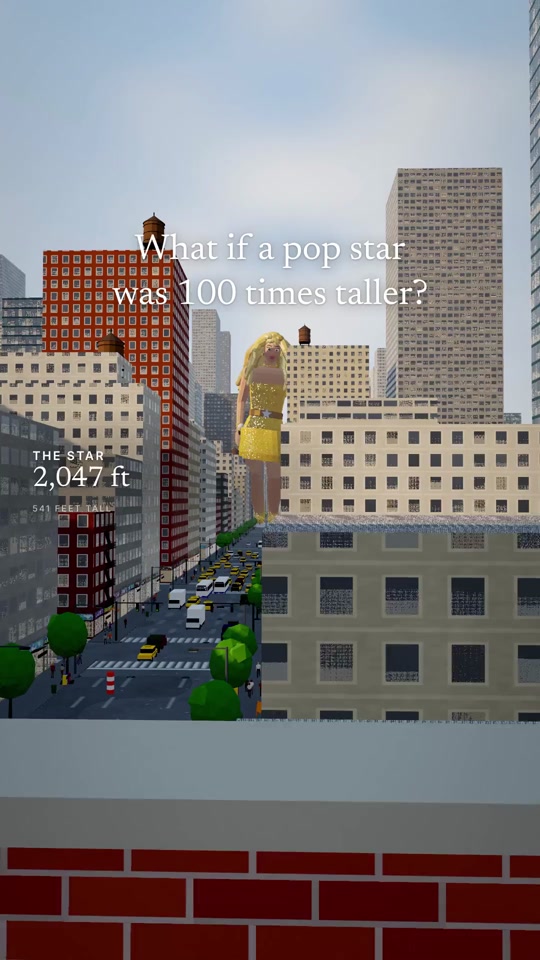 What if a pop star
was 100 times taller?
THE STAR
2,047 ft
541 FEET TALL